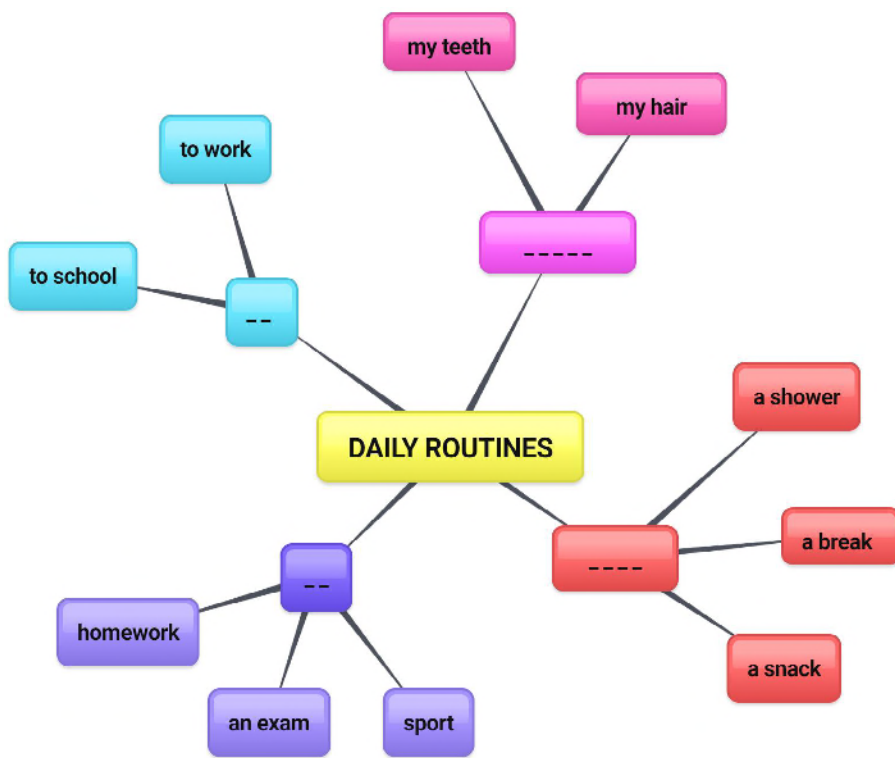 my teeth
my hair
to work
to school
_ _ _ _ _
_ _
a shower
DAILY ROUTINES
a break
_ _ _ _
_ _
homework
a snack
an exam
sport